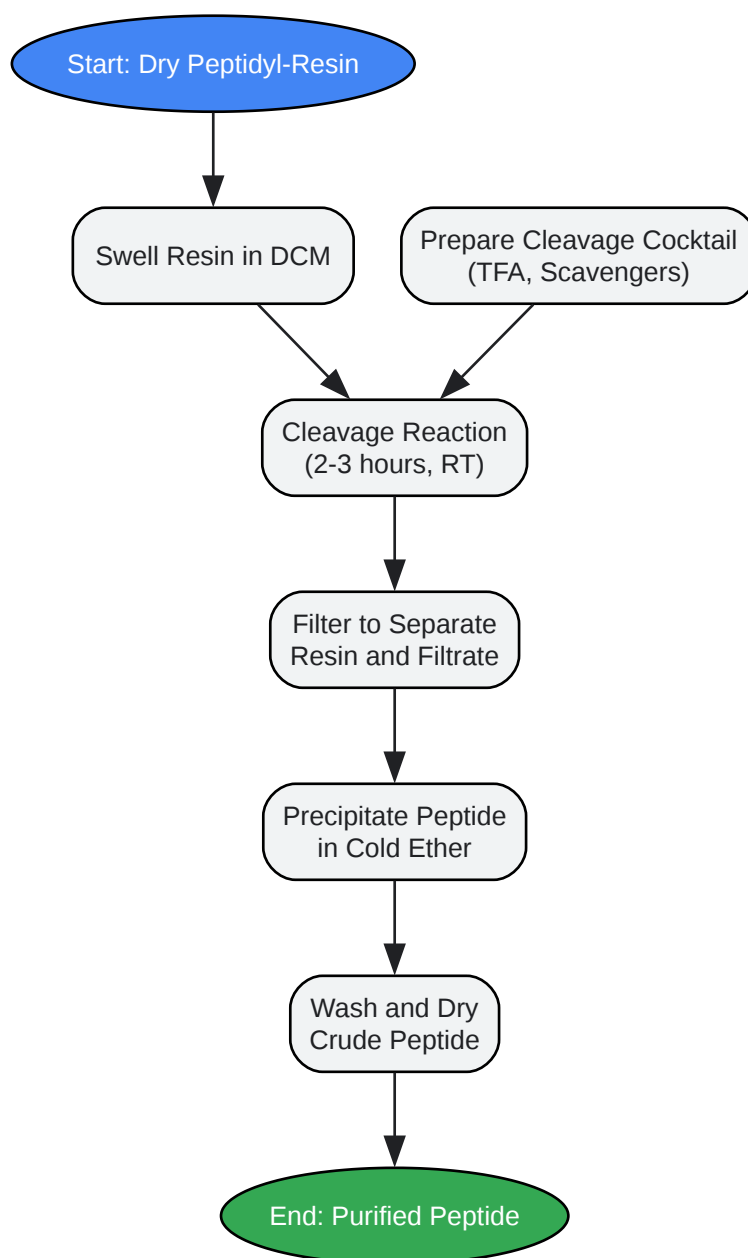 Start: Dry Peptidyl-Resin
Swell Resin in DCM
Prepare Cleavage Cocktail
(TFA, Scavengers)
Cleavage Reaction
(2-3 hours, RT)
Filter to Separate
Resin and Filtrate
Precipitate Peptide
in Cold Ether
Wash and Dry
Crude Peptide
End: Purified Peptide